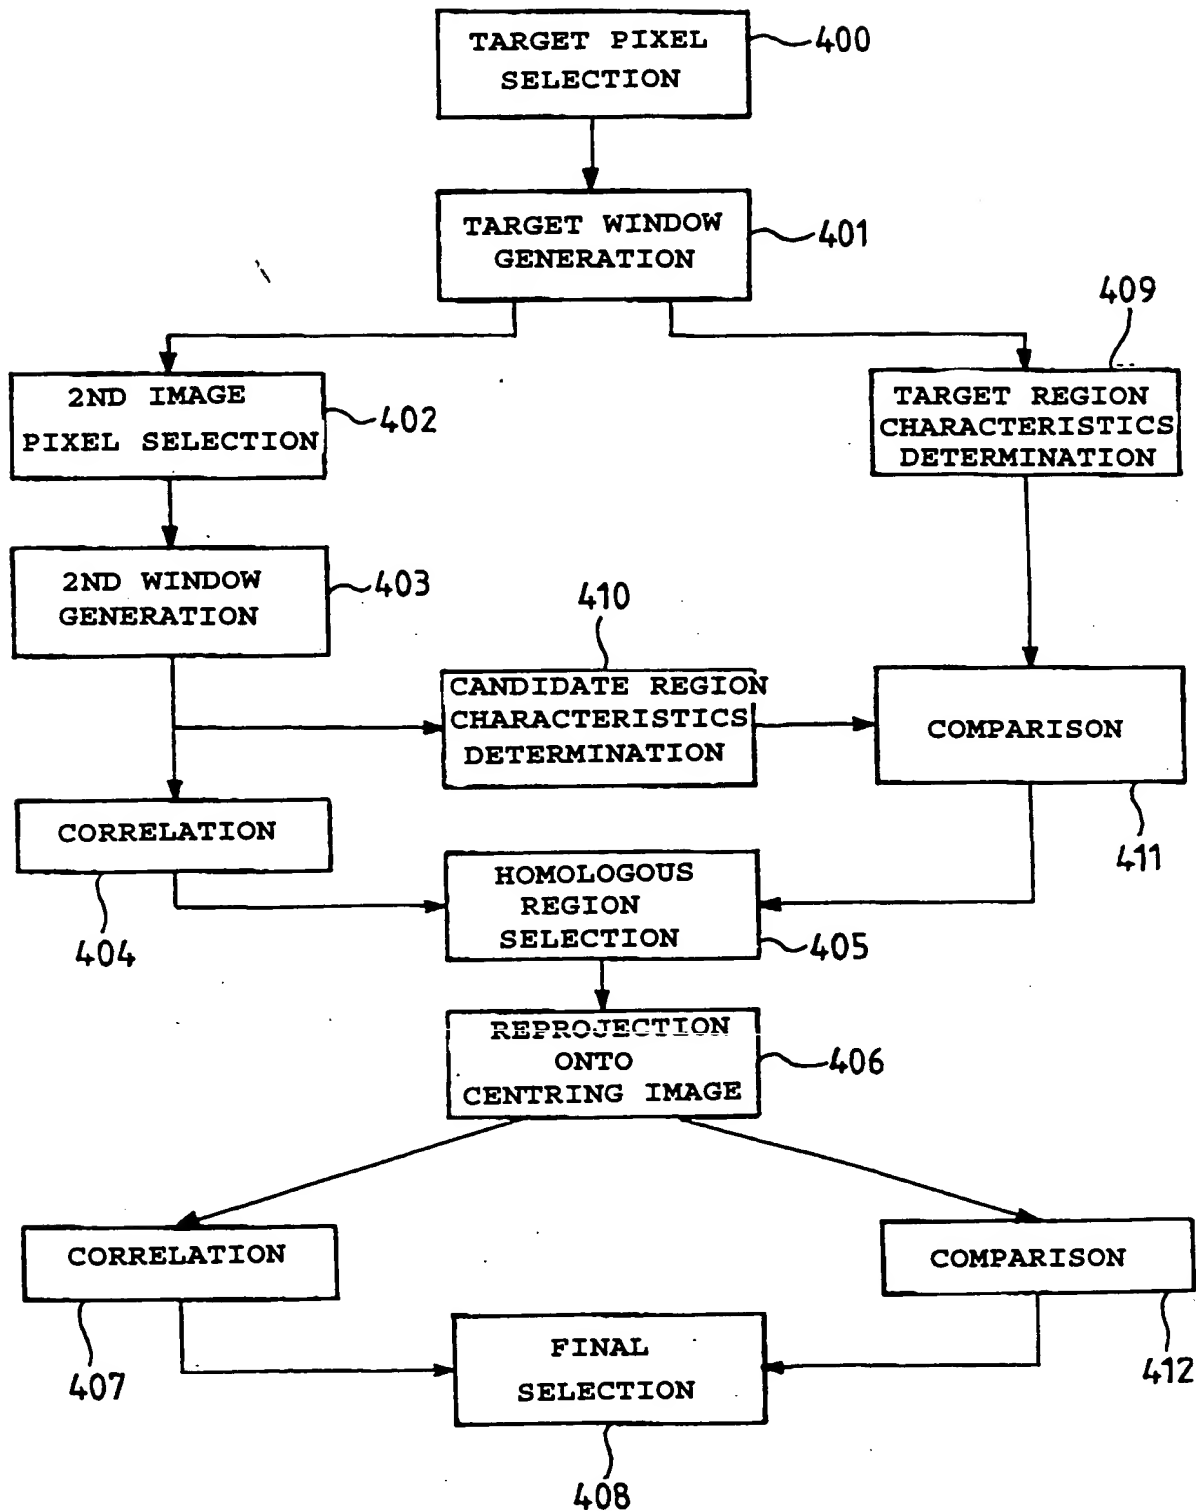 TARGET PIXEL
SELECTION
400
TARGET WINDOW
GENERATION
401
409
2ND IMAGE
PIXEL SELECTION
402
TARGET REGION
CHARACTERISTICS
DETERMINATION
2ND WINDOW
GENERATION
403
410
CANDIDATE REGION
CHARACTERISTICS
DETERMINATION
COMPARISON
411
CORRELATION
404
HOMOLOGOUS
REGION
SELECTION
405
REPROJECTION
ONTO
CENTRING IMAGE
406
CORRELATION
407
COMPARISON
412
FINAL
SELECTION
408